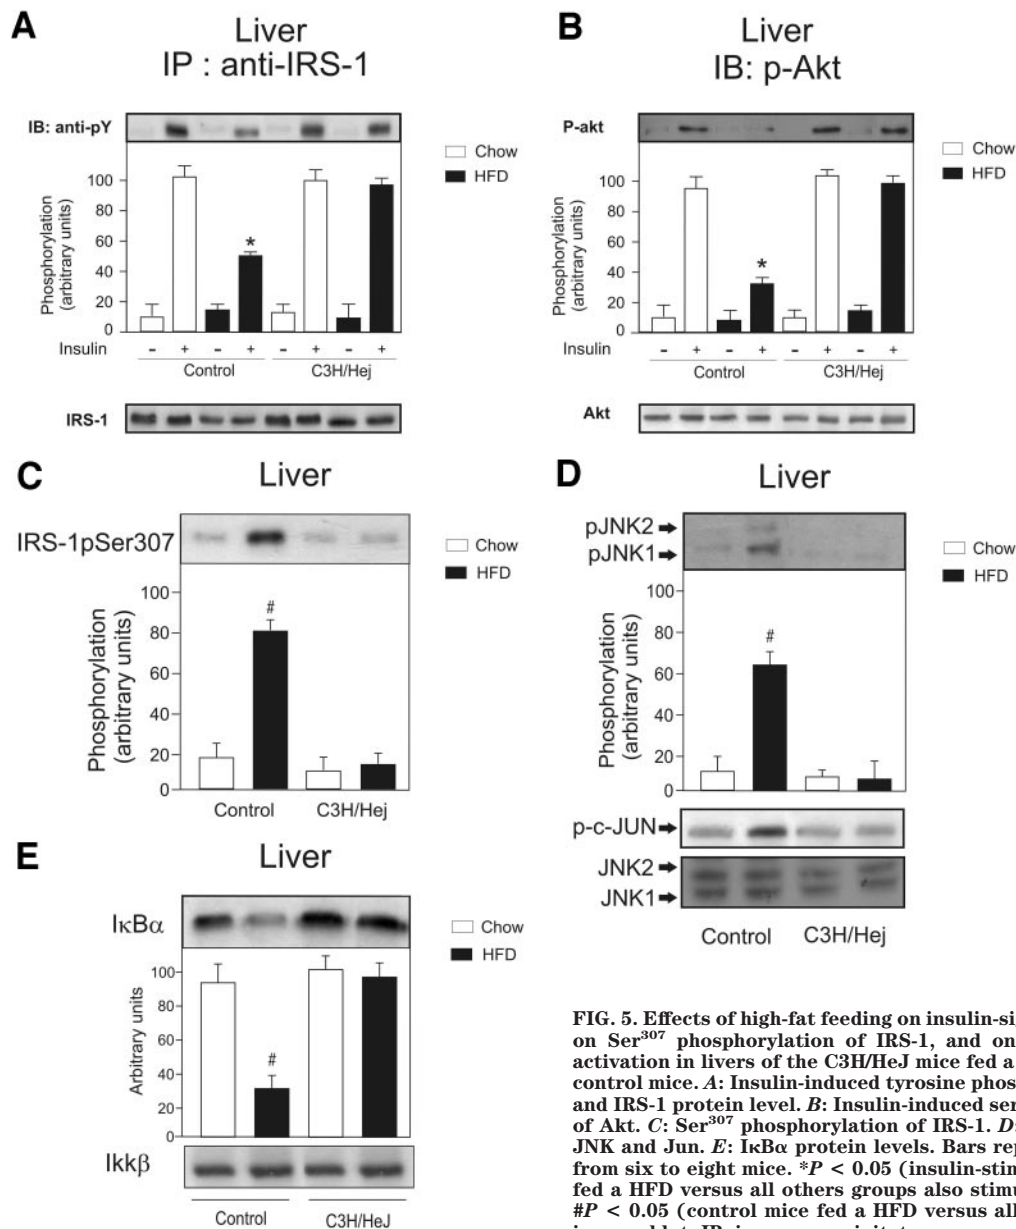 A
Liver
IP : anti-IRS-1
IB: anti-pY
Chow
HFD
Phosphorylation
(arbitrary units)
100
80
60
40
20
0
*
Insulin
- + - + - + - +
Control
C3H/Hej
IRS-1
B
Liver
IB: p-Akt
P-akt
Chow
HFD
Phosphorylation
(arbitrary units)
100
80
60
40
20
0
*
Insulin
- + - + - + - +
Control
C3H/Hej
Akt
C
Liver
IRS-1pSer307
Chow
HFD
Phosphorylation
(arbitrary units)
100
80
60
40
20
0
#
Control
C3H/Hej
D
Liver
pJNK2
pJNK1
Chow
HFD
Phosphorylation
(arbitrary units)
100
80
60
40
20
0
#
p-c-JUN
JNK2
JNK1
Control
C3H/Hej
E
Liver
IκBα
Chow
HFD
Arbitrary units
100
80
60
40
20
0
#
Ikkβ
Control
C3H/HeJ
FIG. 5. Effects of high-fat feeding on insulin-si
on Ser307 phosphorylation of IRS-1, and on
activation in livers of the C3H/HeJ mice fed a
control mice. A: Insulin-induced tyrosine phos
and IRS-1 protein level. B: Insulin-induced ser
of Akt. C: Ser307 phosphorylation of IRS-1. D:
JNK and Jun. E: IκBα protein levels. Bars rep
from six to eight mice. *P < 0.05 (insulin-stim
fed a HFD versus all others groups also stimu
#P < 0.05 (control mice fed a HFD versus all